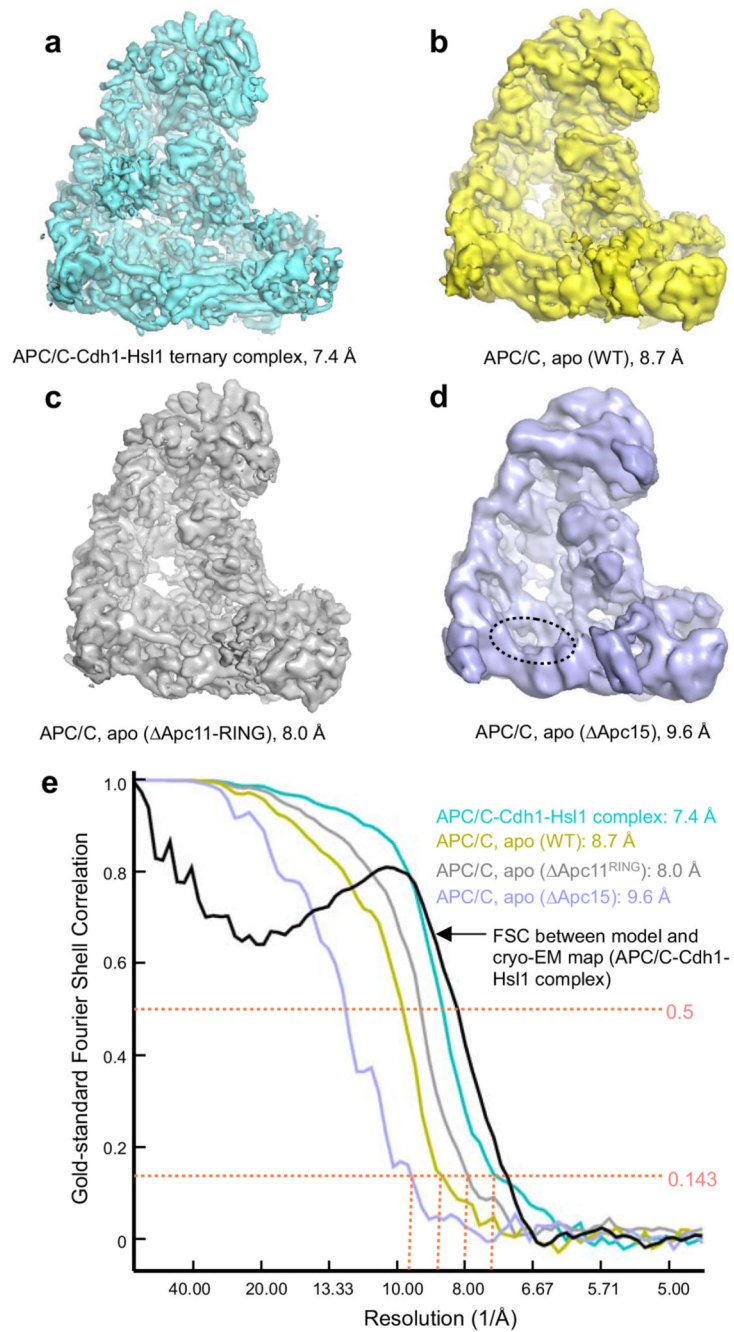 a
b
APC/C-Cdh1-Hsl1 ternary complex, 7.4 Å
APC/C, apo (WT), 8.7 Å
c
d
APC/C, apo (ΔApc11-RING), 8.0 Å
APC/C, apo (ΔApc15), 9.6 Å
e
Gold-standard Fourier Shell Correlation
1.0
0.8
0.6
0.4
0.2
0
APC/C-Cdh1-Hsl1 complex: 7.4 Å
APC/C, apo (WT): 8.7 Å
APC/C, apo (ΔApc11ᴿᴵᴺᴳ): 8.0 Å
APC/C, apo (ΔApc15): 9.6 Å
FSC between model and
cryo-EM map (APC/C-Cdh1-
Hsl1 complex)
0.5
0.143
40.00 20.00 13.33 10.00 8.00 6.67 5.71 5.00
Resolution (1/Å)